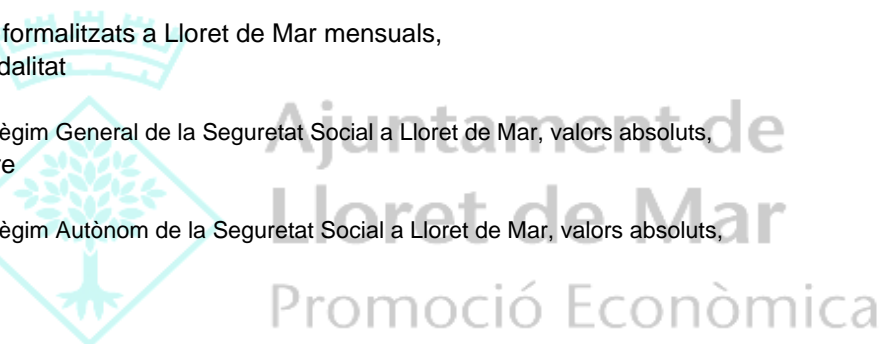 formalitzats a Lloret de Mar mensuals,
dalitat
ègim General de la Seguretat Social a Lloret de Mar, valors absoluts,
re
ègim Autònom de la Seguretat Social a Lloret de Mar, valors absoluts,
Ajuntament de
Lloret de Mar
Promoció Econòmica